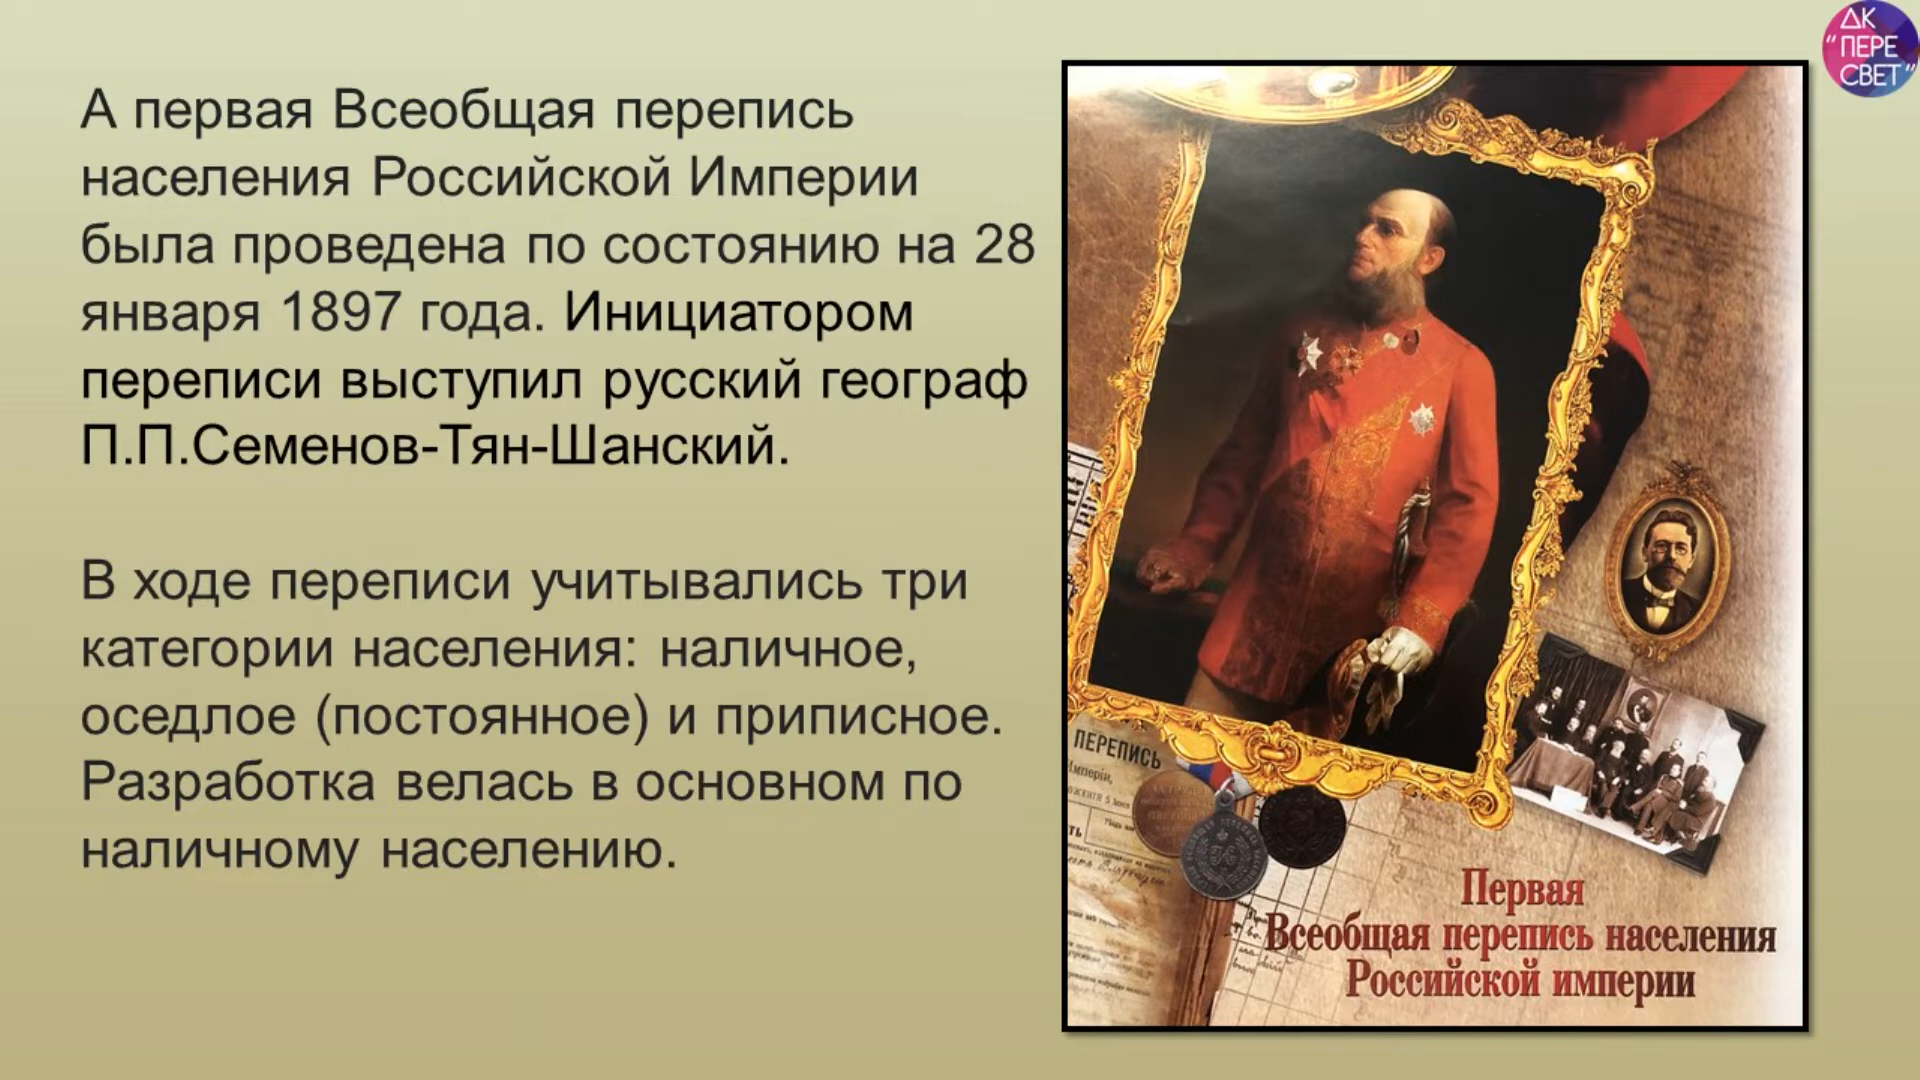 А первая Всеобщая перепись
населения Российской Империи
была проведена по состоянию на 28
января 1897 года. Инициатором
переписи выступил русский географ
П.П.Семенов-Тян-Шанский.
В ходе переписи учитывались три
категории населения: наличное,
оседлое (постоянное) и приписное.
Разработка велась в основном по
наличному населению.
ДК
“ПЕРЕ
СВЕТ”
ПЕРЕПИСЬ
Имперіи,
Первая
Всеобщая перепись населения
Российской империи